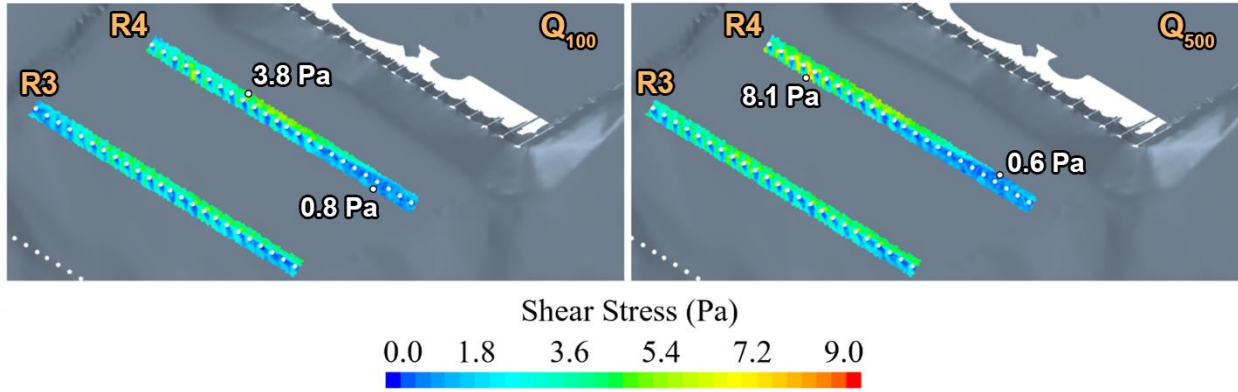 R4
Q100
R3
3.8 Pa
0.8 Pa
R4
Q500
R3
8.1 Pa
0.6 Pa
Shear Stress (Pa)
0.0 1.8 3.6 5.4 7.2 9.0